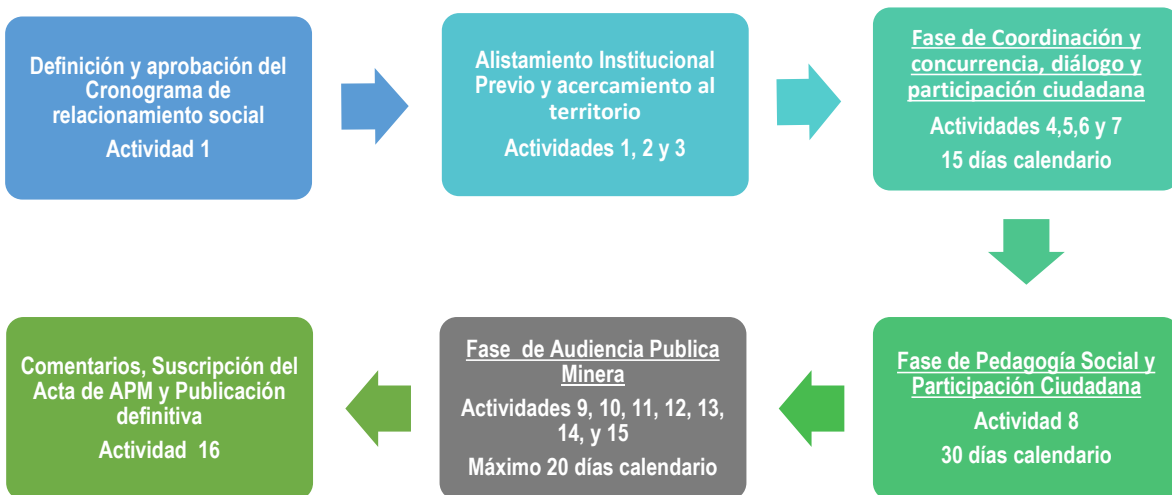 Definición y aprobación del
Cronograma de
relacionamiento social
Actividad 1
Alistamiento Institucional
Previo y acercamiento al
territorio
Actividades 1, 2 y 3
Fase de Coordinación y
concurrencia, diálogo y
participación ciudadana
Actividades 4,5,6 y 7
15 días calendario
Fase de Pedagogía Social y
Participación Ciudadana
Actividad 8
30 días calendario
Fase de Audiencia Publica
Minera
Actividades 9, 10, 11, 12, 13,
14, y 15
Máximo 20 días calendario
Comentarios, Suscripción del
Acta de APM y Publicación
definitiva
Actividad 16